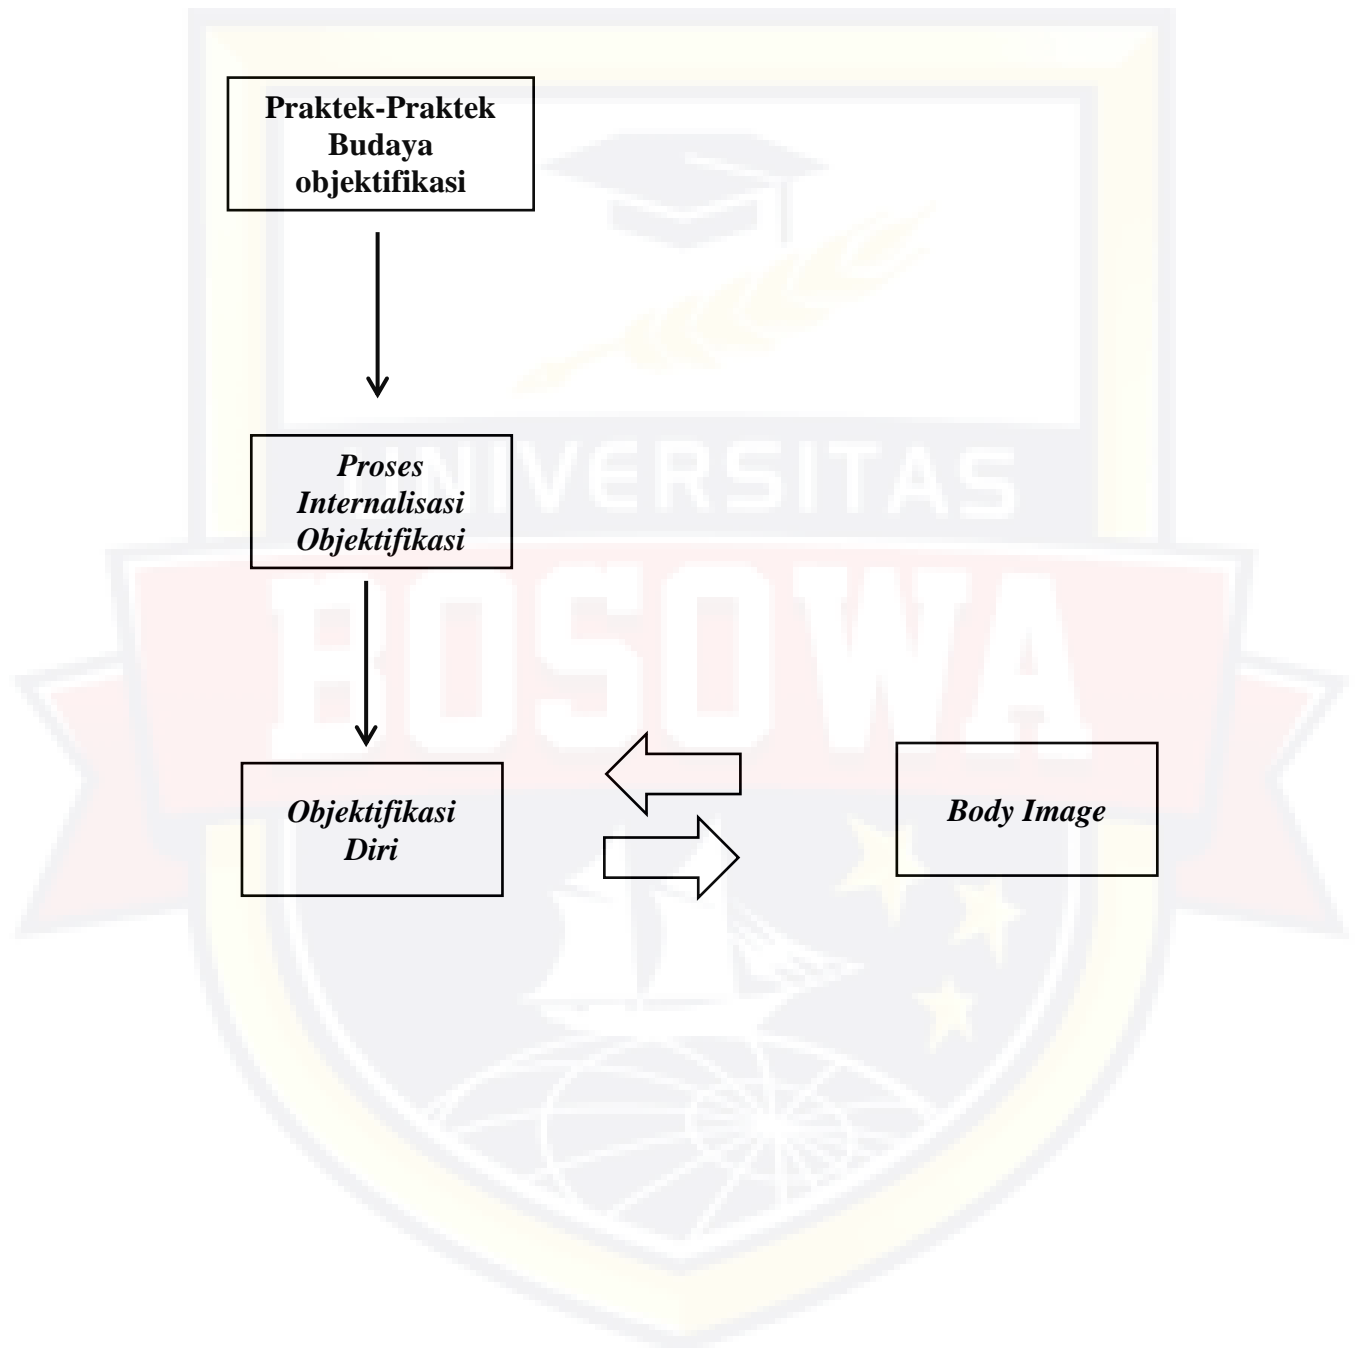 Praktek-Praktek
Budaya
objektifikasi
Proses
Internalisasi
Objektifikasi
UNIVERSITAS
BOSOWA
Objektifikasi
Diri
Body Image